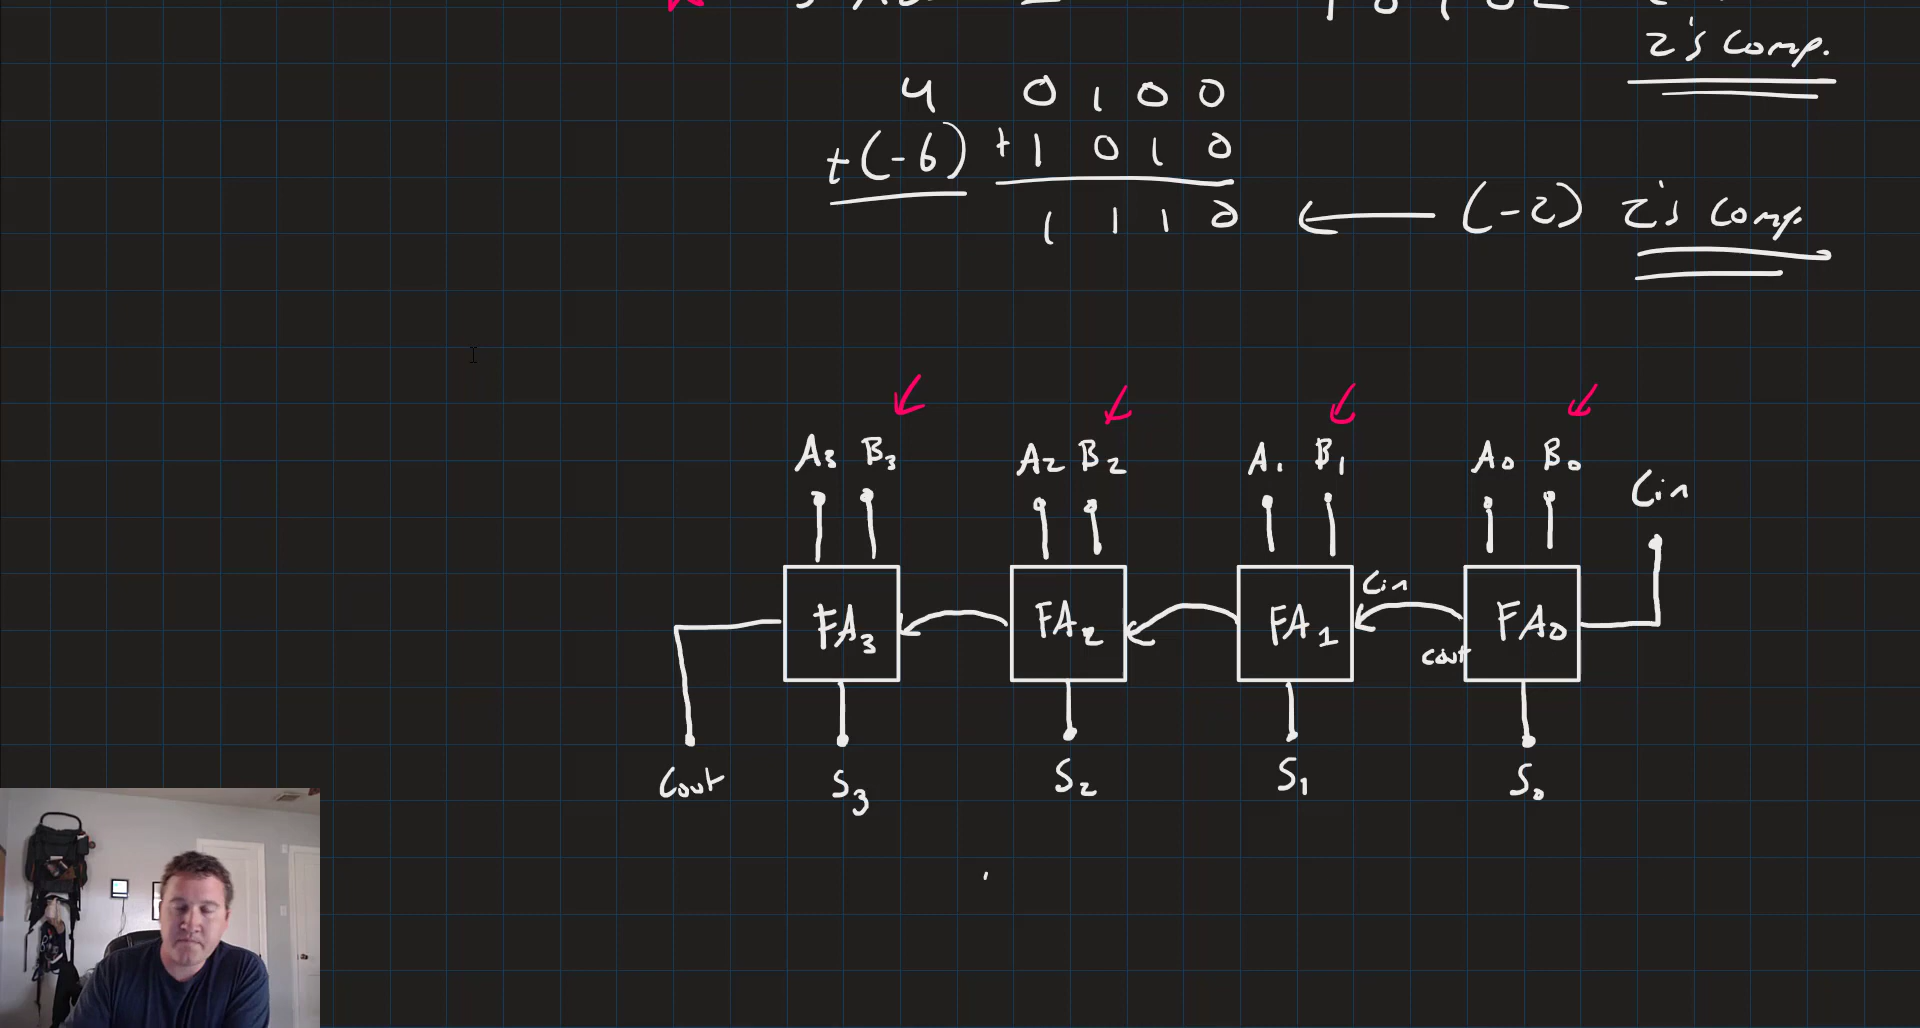 2's comp.
4 0 1 0 0
+(-6) +1 0 1 0
1 1 1 0 (-2) 2's comp.
A3 B3 A2 B2 A1 B1 A0 B0 Cin
FA3 FA2 FA1 Cin Cout FA0
Cout S3 S2 S1 S0